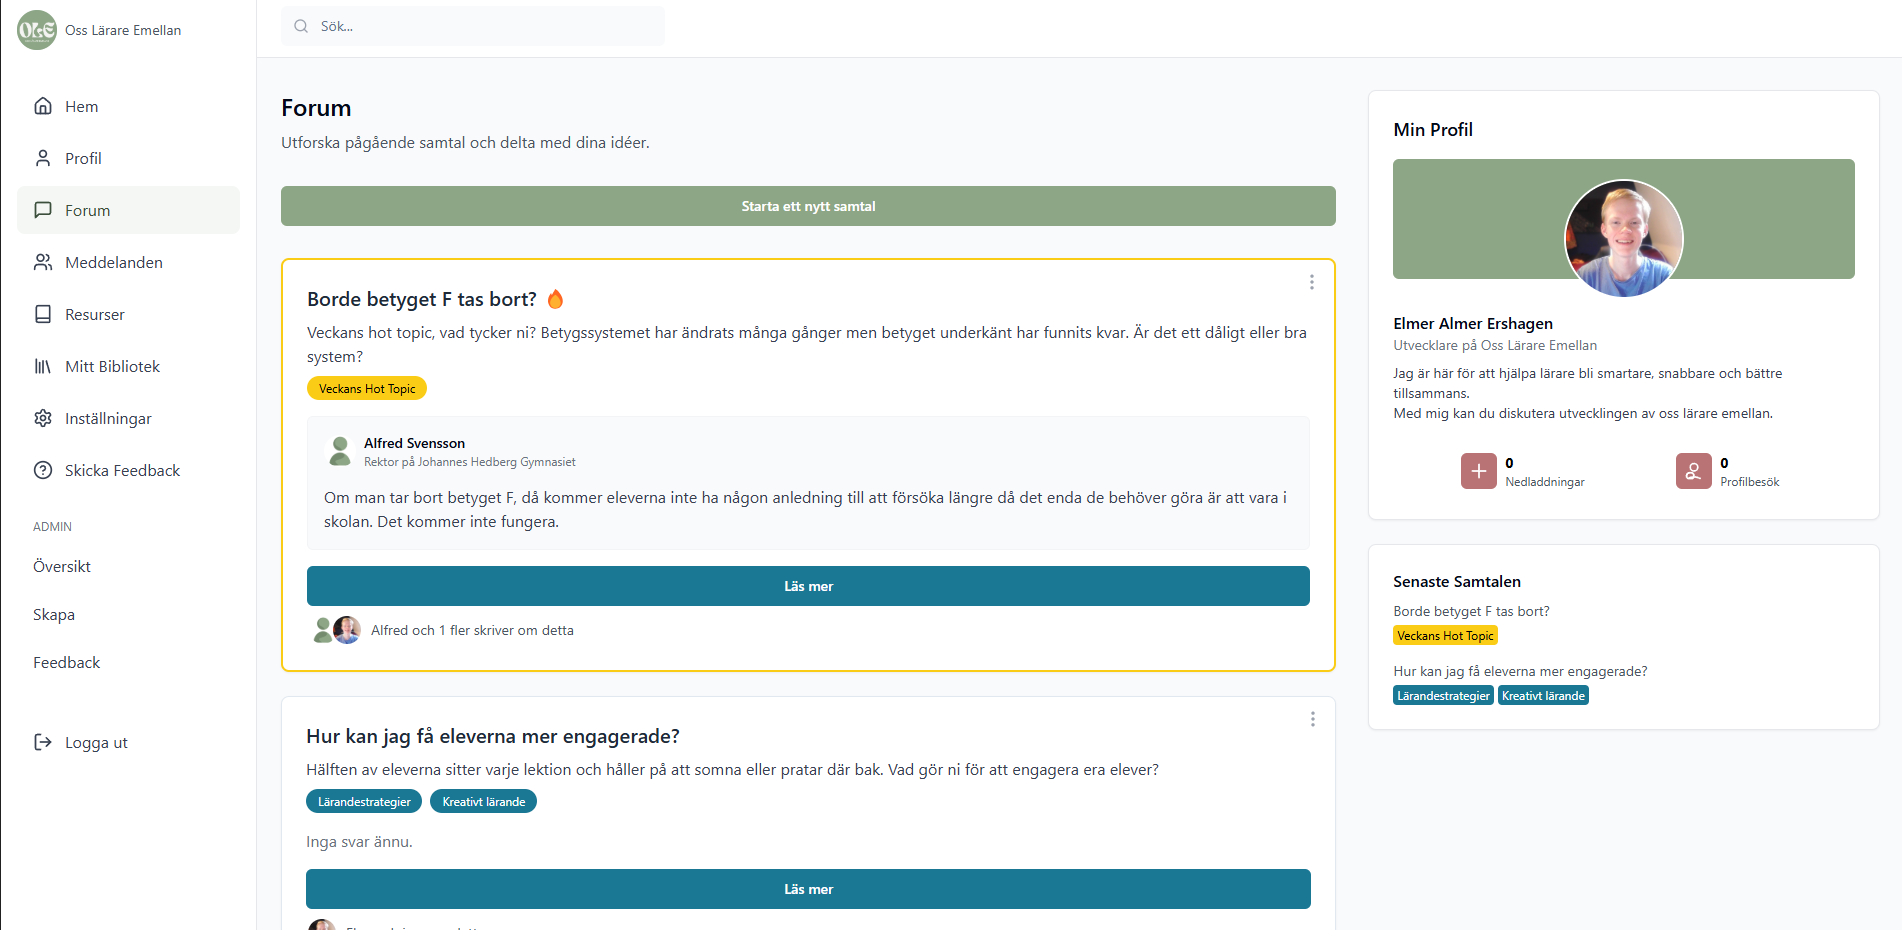 OLE
Oss Lärare Emellan
Sök...
Hem
Profil
Forum
Meddelanden
Resurser
Mitt Bibliotek
Inställningar
Skicka Feedback
ADMIN
Översikt
Skapa
Feedback
Logga ut
Forum
Utforska pågående samtal och delta med dina idéer.
Starta ett nytt samtal
Borde betyget F tas bort? 🔥
Veckans hot topic, vad tycker ni? Betygssystemet har ändrats många gånger men betyget underkänt har funnits kvar. Är det ett dåligt eller bra
system?
Veckans Hot Topic
Alfred Svensson
Rektor på Johannes Hedberg Gymnasiet
Om man tar bort betyget F, då kommer eleverna inte ha någon anledning till att försöka längre då det enda de behöver göra är att vara i
skolan. Det kommer inte fungera.
Läs mer
Alfred och 1 fler skriver om detta
Hur kan jag få eleverna mer engagerade?
Hälften av eleverna sitter varje lektion och håller på att somna eller pratar där bak. Vad gör ni för att engagera era elever?
Lärandestrategier Kreativt lärande
Inga svar ännu.
Läs mer
Min Profil
Elmer Almer Ershagen
Utvecklare på Oss Lärare Emellan
Jag är här för att hjälpa lärare bli smartare, snabbare och bättre
tillsammans.
Med mig kan du diskutera utvecklingen av oss lärare emellan.
0
Nedladdningar
0
Profilbesök
Senaste Samtalen
Borde betyget F tas bort?
Veckans Hot Topic
Hur kan jag få eleverna mer engagerade?
Lärandestrategier Kreativt lärande